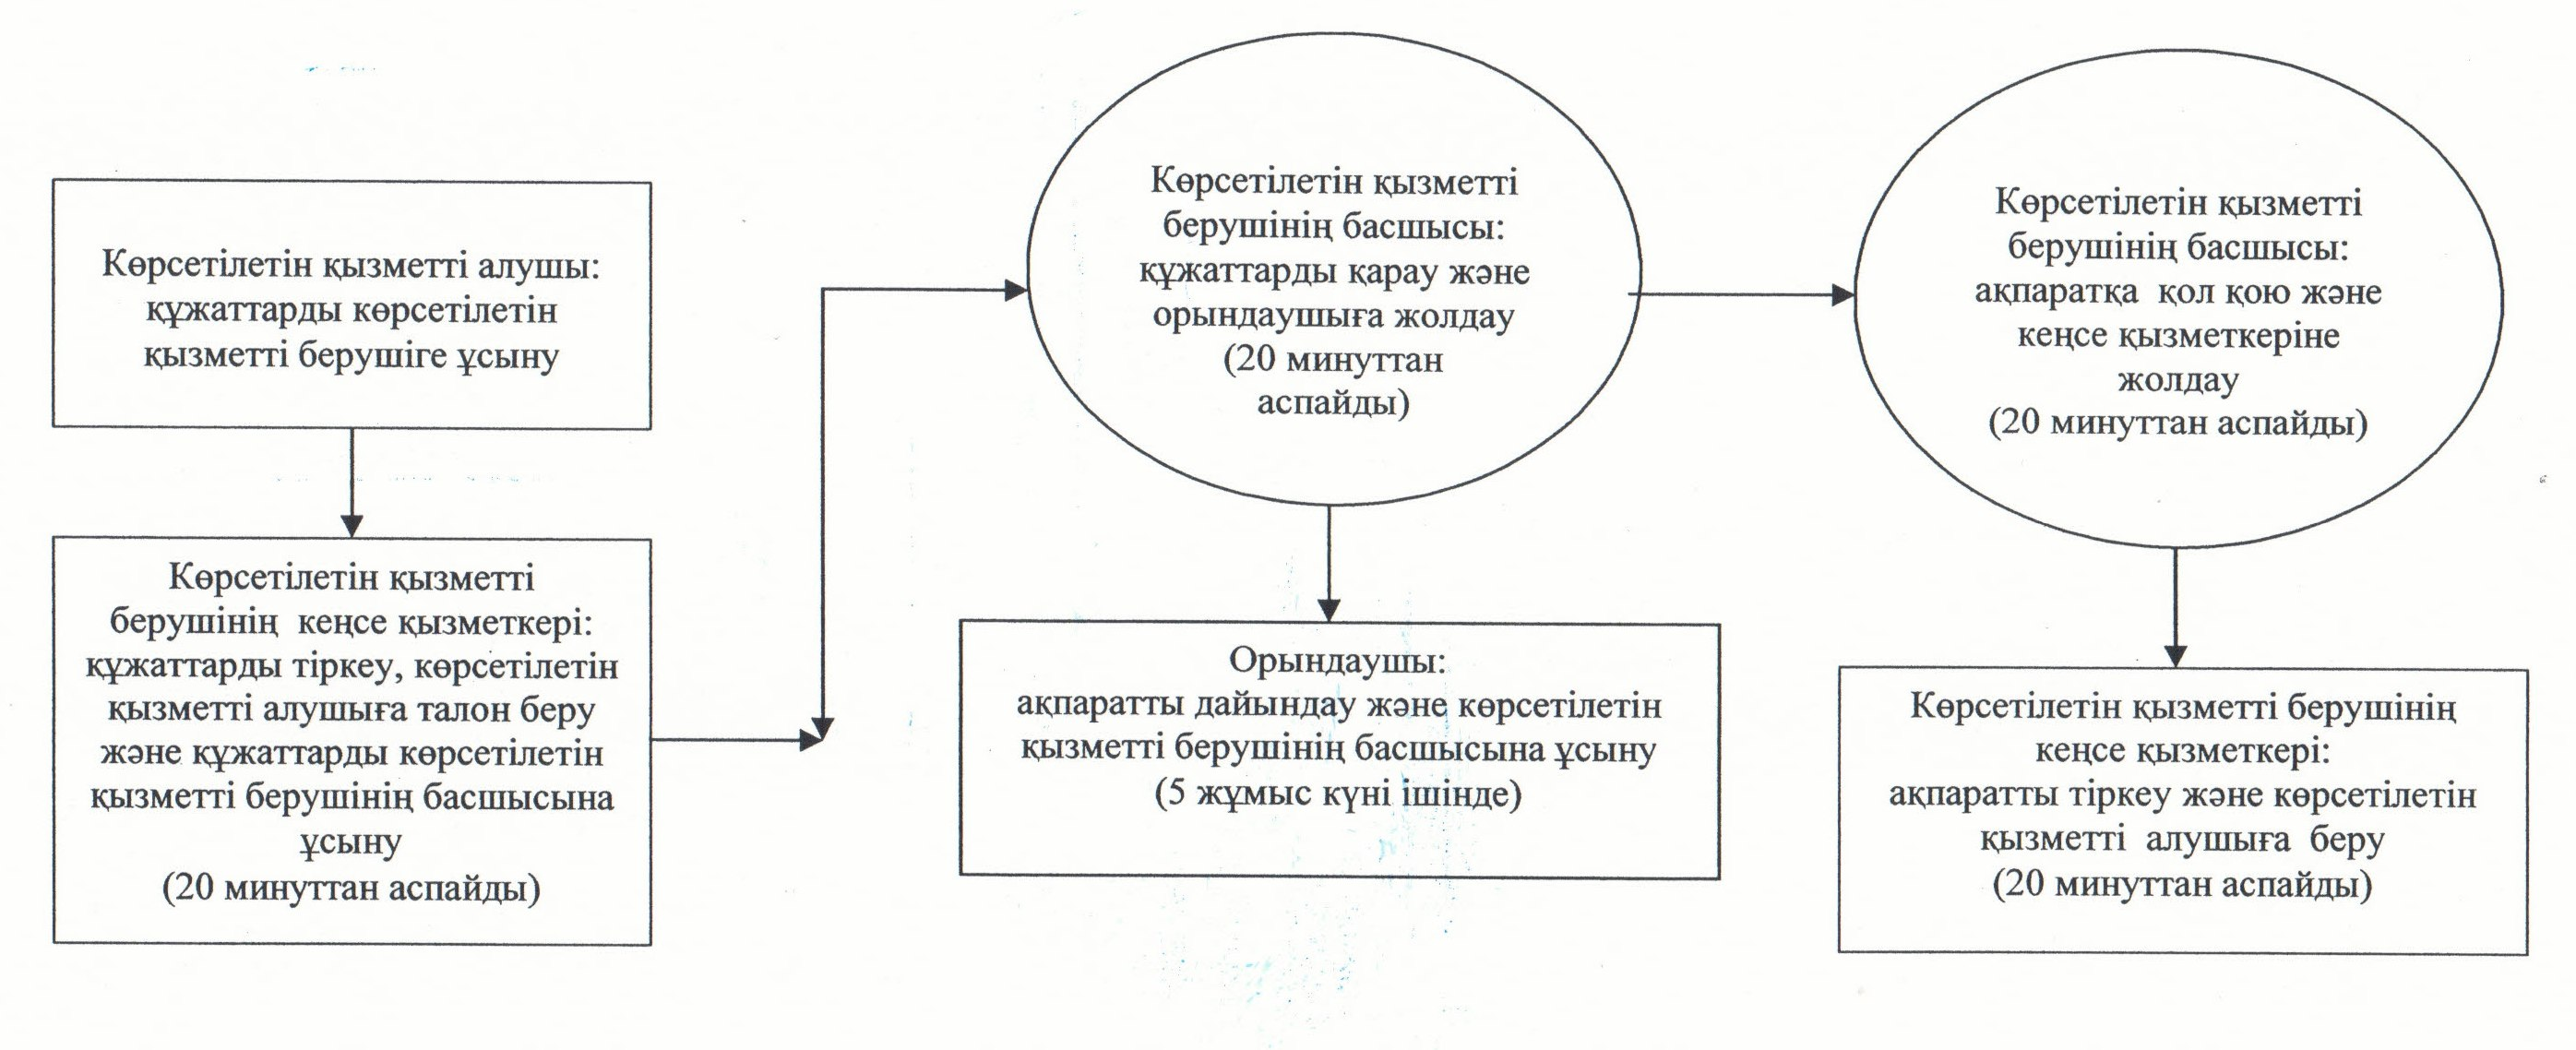 Көрсетілетін қызметті алушы:
құжаттарды көрсетілетін
қызметті берушіге ұсыну
Көрсетілетін қызметті
берушінің кеңсе қызметкері:
құжаттарды тіркеу, көрсетілетін
қызметті алушыға талон беру
және құжаттарды көрсетілетін
қызметті берушінің басшысына
ұсыну
(20 минуттан аспайды)
Көрсетілетін қызметті
берушінің басшысы:
құжаттарды қарау және
орындаушыға жолдау
(20 минуттан
аспайды)
Орындаушы:
ақпаратты дайындау және көрсетілетін
қызметті берушінің басшысына ұсыну
(5 жұмыс күні ішінде)
Көрсетілетін қызметті
берушінің басшысы:
ақпаратқа қол қою және
кеңсе қызметкеріне
жолдау
(20 минуттан аспайды)
Көрсетілетін қызметті берушінің
кеңсе қызметкері:
ақпаратты тіркеу және көрсетілетін
қызметті алушыға беру
(20 минуттан аспайды)